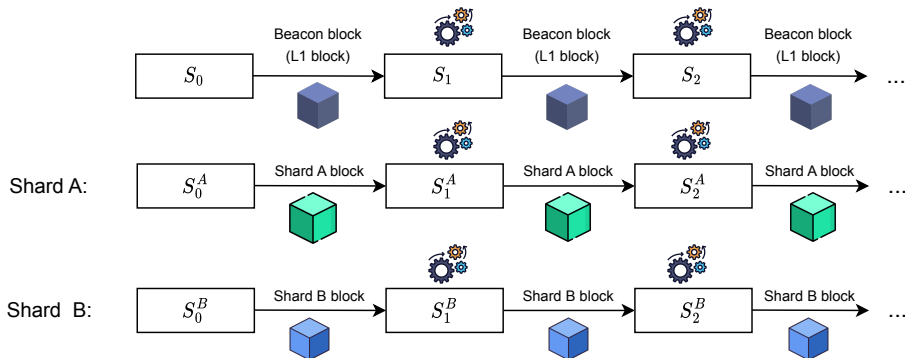 Beacon block
(L1 block)
Beacon block
(L1 block)
Beacon block
(L1 block)
S_0
S_1
S_2
...
Shard A:
S_0^A
Shard A block
S_1^A
Shard A block
S_2^A
Shard A block
...
Shard B:
S_0^B
Shard B block
S_1^B
Shard B block
S_2^B
Shard B block
...